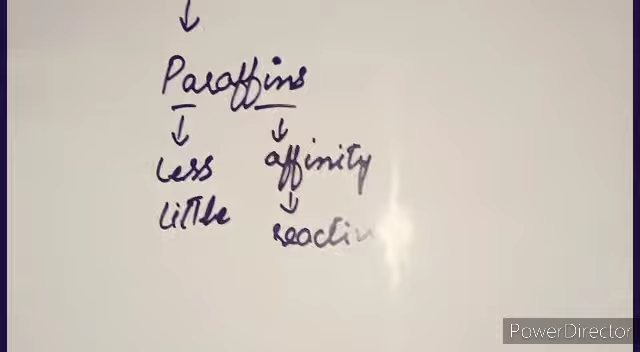 ↓
Paraffins
↓ ↓
Less affinity
little ↓
PowerDirector